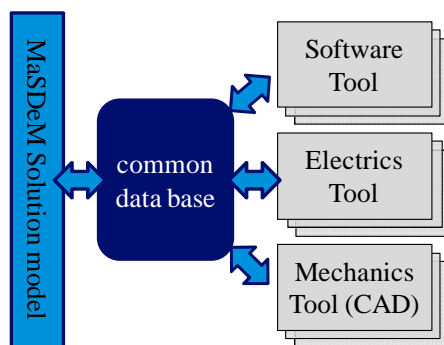 MaSDeM Solution model
common
data base
Software
Tool
Electrics
Tool
Mechanics
Tool (CAD)